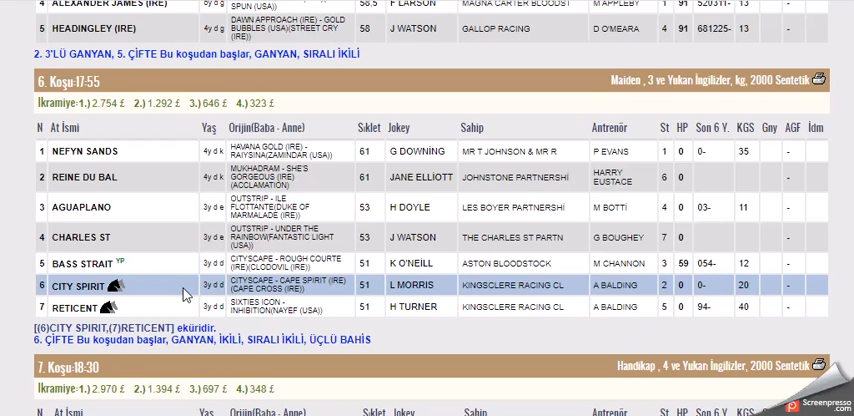 4 ALEXANDER JAMES (IRE) 6y d g SPUN (USA)) 58,5 F LARSON MAGNA CARTER BLOODST M APPLEBY 1 91 520311- 13
5 HEADINGLEY (IRE) DAWN APPROACH (IRE) - GOLD BUBBLES (USA)(STREET CRY (IRE)) 58 J WATSON GALLOP RACING D O'MEARA 4 91 681225- 13
2. 3'LÜ GANYAN, 5. ÇİFTE Bu koşudan başlar, GANYAN, SIRALI İKİLİ
6. Koşu:17:55 Maiden , 3 ve Yukarı İngilizler, kg, 2000 Sentetik
İkramiye:1.) 2.754 £ 2.) 1.292 £ 3.) 646 £ 4.) 323 £
N At İsmi Yaş Orijin(Baba - Anne) Sıklet Jokey Sahip Antrenör St HP Son 6 Y. KGS Gny AGF İdm
1 NEFYN SANDS 4y d k HAVANA GOLD (IRE) - RAIYSINA(ZAMINDAR (USA)) 61 G DOWNİNG MR T JOHNSON & MR R P EVANS 1 0 0- 35 -
2 REINE DU BAL 4y d k MUKHADRAM - SHE'S GORGEOUS (IRE) (ACCLAMATION) 61 JANE ELLİOTT JOHNSTONE PARTNERSHİ HARRY EUSTACE 6 0 -
3 AGUAPLANO 3y d e OUTSTRIP - ILE FLOTTANTE(DUKE OF MARMALADE (IRE)) 53 H DOYLE LES BOYER PARTNERSHİ M BOTTİ 4 0 03- 11 -
4 CHARLES ST 3y d e OUTSTRIP - UNDER THE RAINBOW(FANTASTIC LIGHT (USA)) 53 J WATSON THE CHARLES ST PARTN G BOUGHEY 7 0 -
5 BASS STRAIT YP 3y d d CITYSCAPE - ROUGH COURTE (IRE)(CLODOVIL (IRE)) 51 K O'NEİLL ASTON BLOODSTOCK M CHANNON 3 59 054- 12 -
6 CITY SPIRIT 3y d d CITYSCAPE - CAPE SPIRIT (IRE) (CAPE CROSS (IRE)) 51 L MORRIS KINGSCLERE RACING CL A BALDING 2 0 0- 20 -
7 RETICENT 3y d d SIXTIES ICON - INHIBITION(NAYEF (USA)) 51 H TURNER KINGSCLERE RACING CL A BALDING 5 0 94- 40 -
[(6)CITY SPIRIT,(7)RETICENT] eküridir.
6. ÇİFTE Bu koşudan başlar, GANYAN, İKİLİ, SIRALI İKİLİ, ÜÇLÜ BAHİS
7. Koşu:18:30 Handikap , 4 ve Yukarı İngilizler, 2000 Sentetik
İkramiye:1.) 2.970 £ 2.) 1.394 £ 3.) 697 £ 4.) 348 £
N At İsmi Yaş Orijin(Baba - Anne) Sıklet Jokey Sahip Antrenör St HP Son 6 Y. KGS Gny
Screenpresso
.com